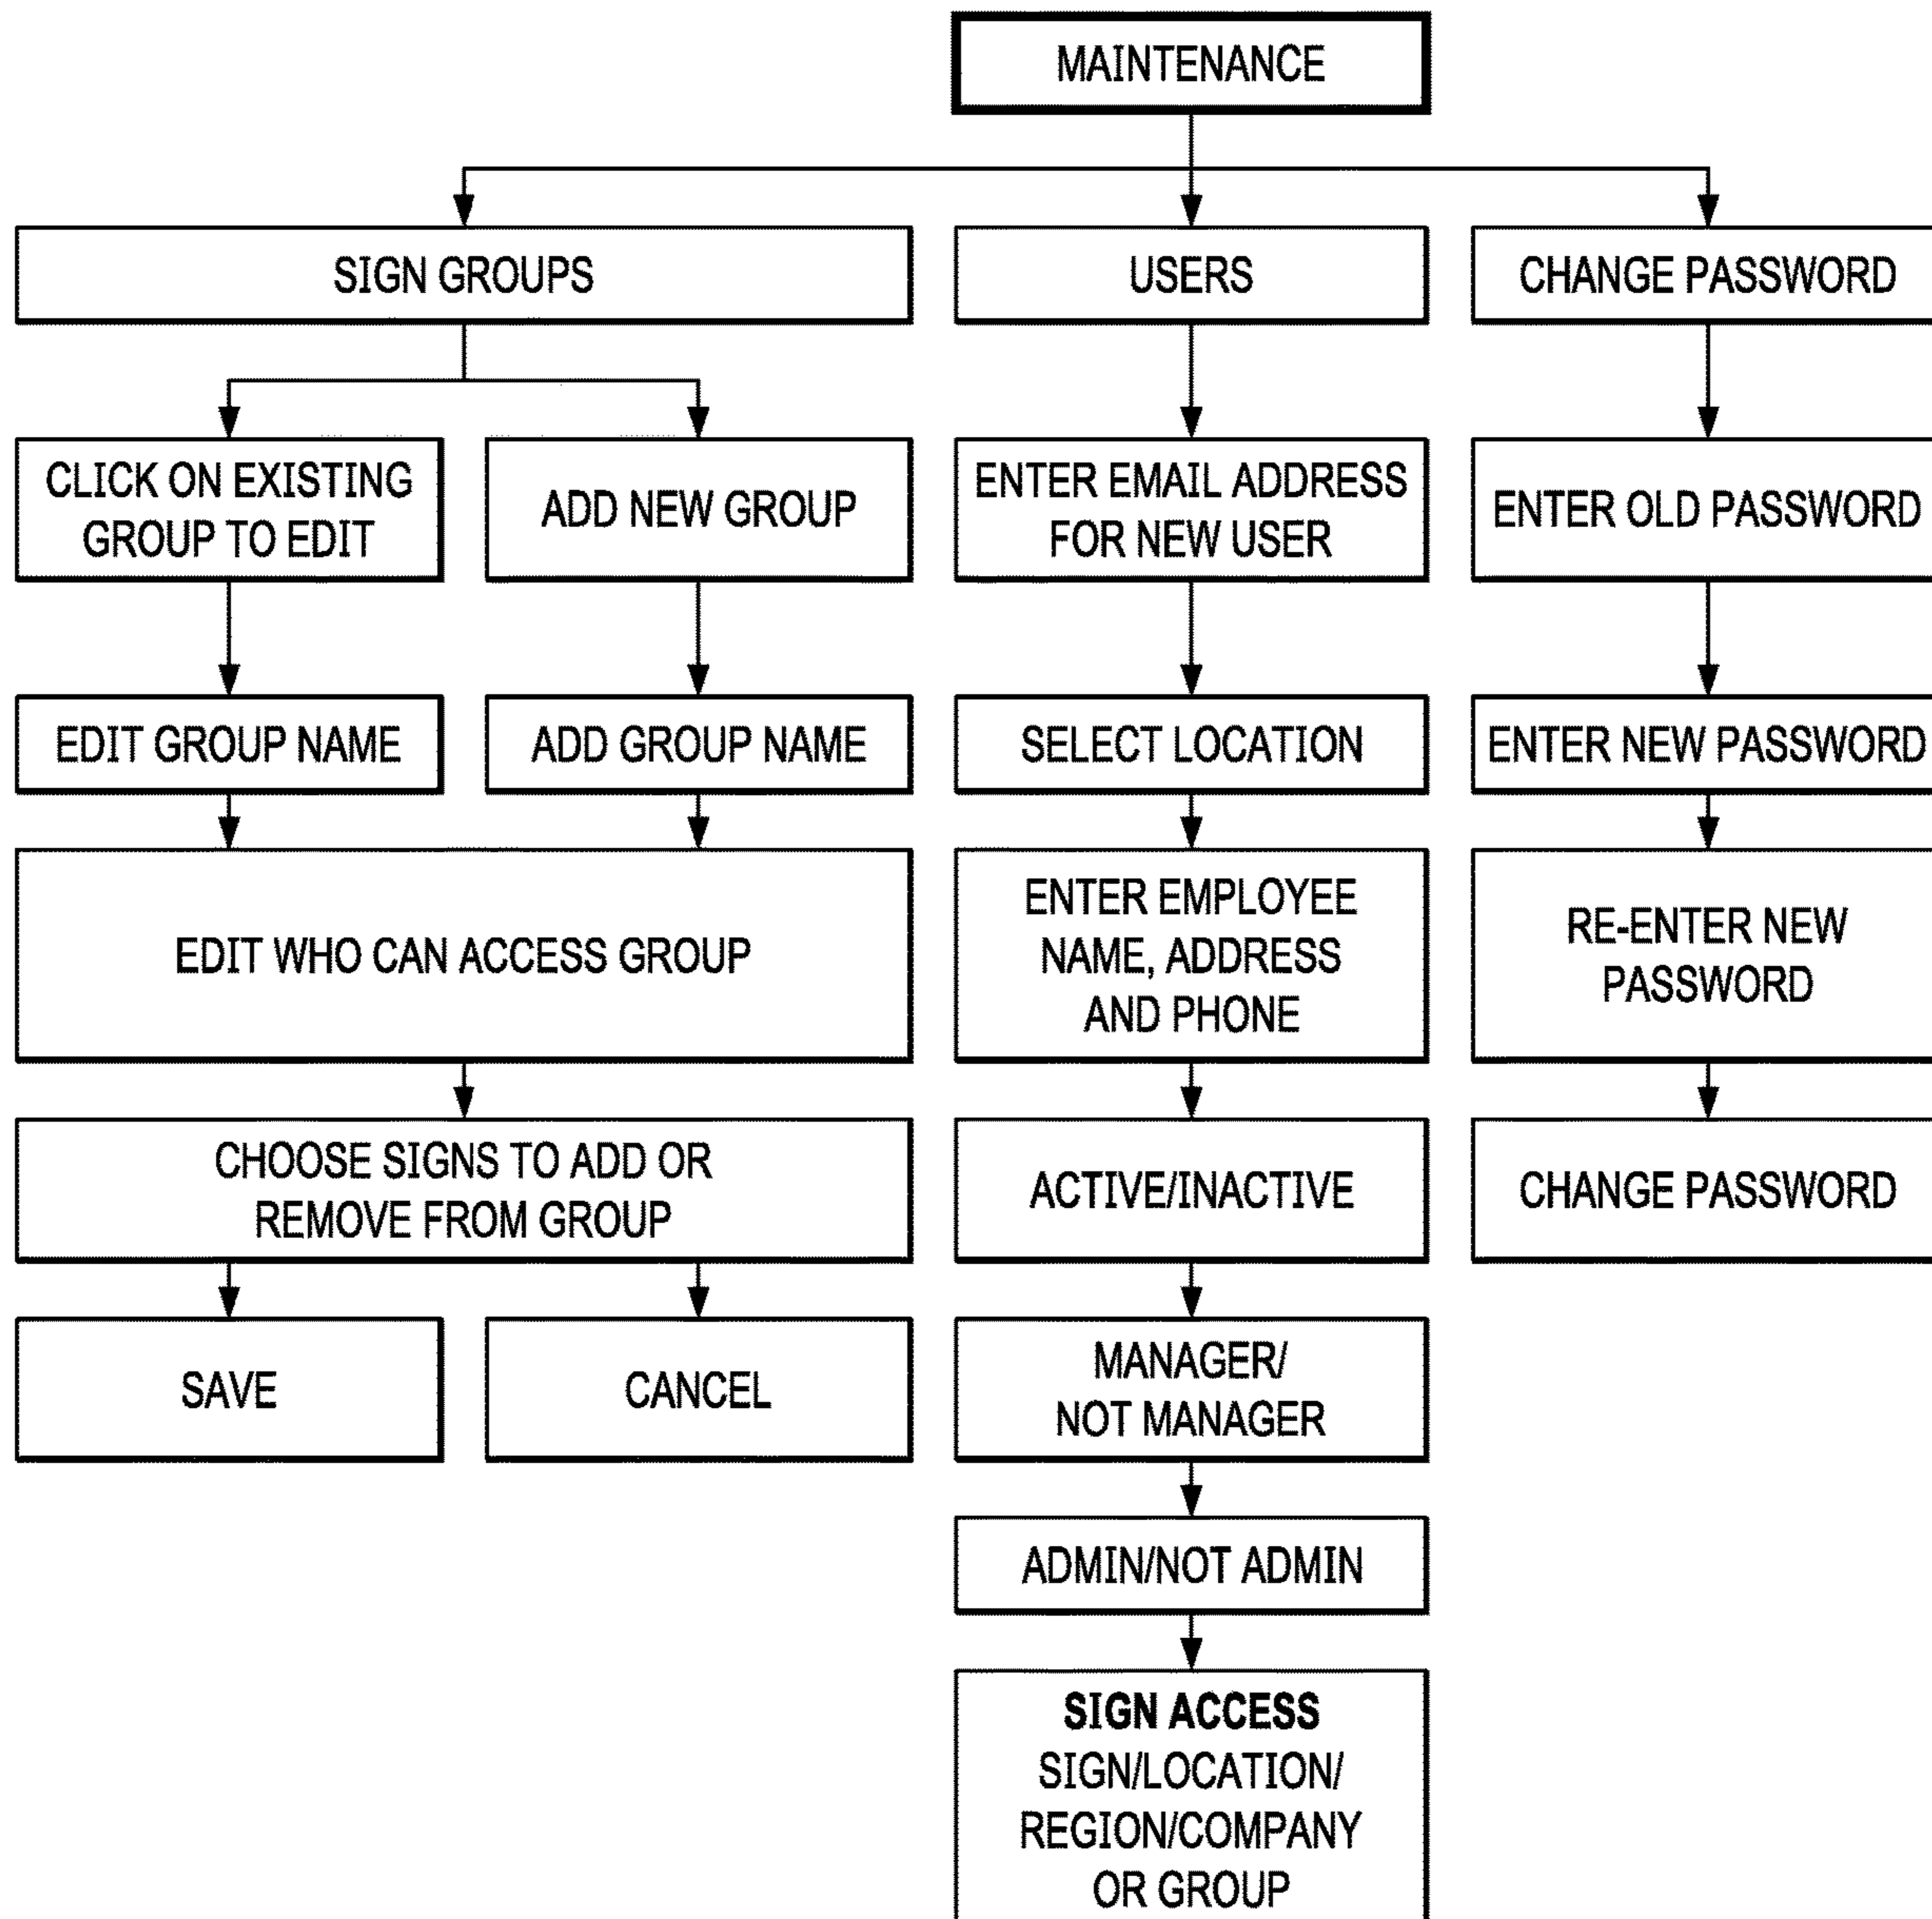 MAINTENANCE
SIGN GROUPS
USERS
CHANGE PASSWORD
CLICK ON EXISTING
GROUP TO EDIT
ADD NEW GROUP
ENTER EMAIL ADDRESS
FOR NEW USER
ENTER OLD PASSWORD
EDIT GROUP NAME
ADD GROUP NAME
SELECT LOCATION
ENTER NEW PASSWORD
EDIT WHO CAN ACCESS GROUP
ENTER EMPLOYEE
NAME, ADDRESS
AND PHONE
RE-ENTER NEW
PASSWORD
CHOOSE SIGNS TO ADD OR
REMOVE FROM GROUP
ACTIVE/INACTIVE
CHANGE PASSWORD
SAVE
CANCEL
MANAGER/
NOT MANAGER
ADMIN/NOT ADMIN
SIGN ACCESS
SIGN/LOCATION/
REGION/COMPANY
OR GROUP